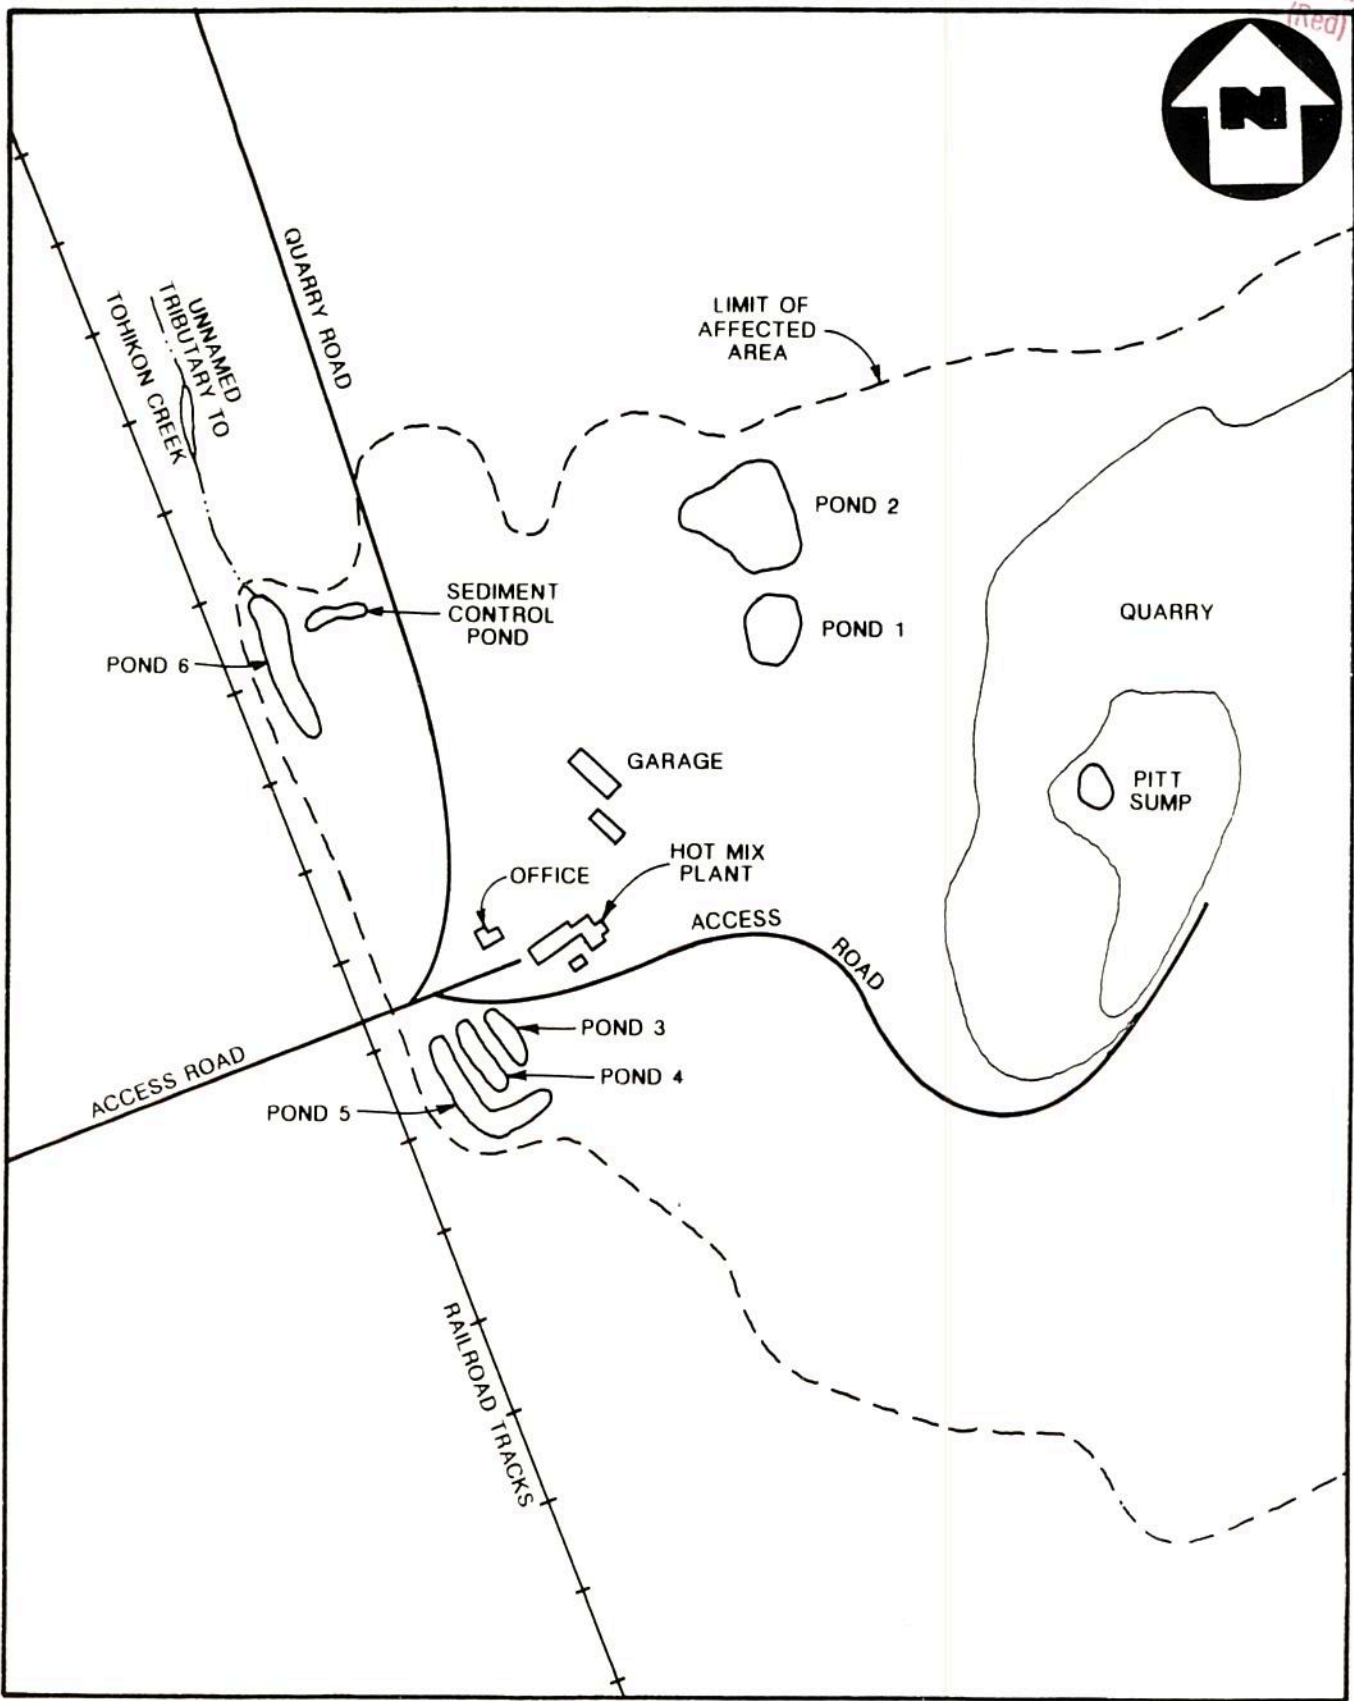 (Red)
N
QUARRY ROAD
UNNAMED
TRIBUTARY TO
TOHIKON CREEK
LIMIT OF
AFFECTED
AREA
POND 2
SEDIMENT
CONTROL
POND
POND 1
QUARRY
POND 6
GARAGE
PITT
SUMP
HOT MIX
PLANT
OFFICE
ACCESS
ROAD
POND 3
ACCESS ROAD
POND 4
POND 5
RAILROAD TRACKS